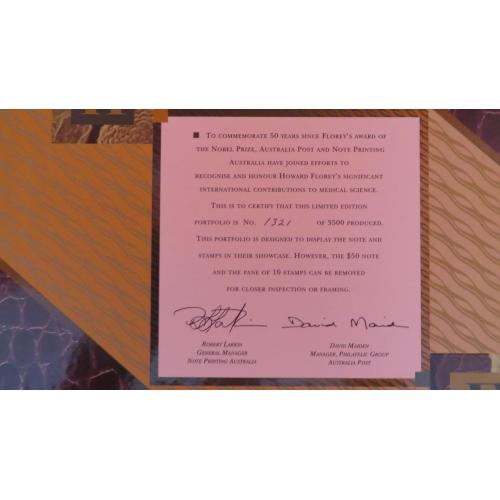 ■ To commemorate 50 years since Florey's award of
the Nobel Prize, Australia Post and Note Printing
Australia have joined efforts to
recognise and honour Howard Florey's significant
international contributions to medical science.
This is to certify that this limited edition
portfolio is No. 1321 of 3500 produced.
This portfolio is designed to display the note and
stamps in their showcase. However, the $50 note
and the pane of 10 stamps can be removed
for closer inspection or framing.
David Maid
Robert Larkin
General Manager
Note Printing Australia
David Maiden
Manager, Philatelic Group
Australia Post